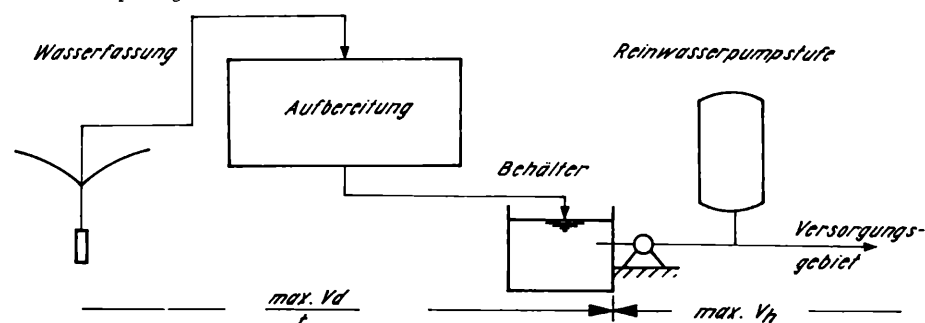 Wasserfassung
Reinwasserpumpstufe
Aufbereitung
Behälter
Versorgungs-
gebiet
max. Vd
t
max. Vh